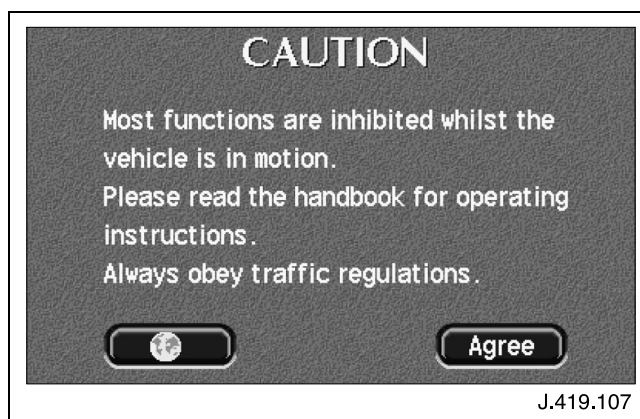 CAUTION
Most functions are inhibited whilst the
vehicle is in motion.
Please read the handbook for operating
instructions.
Always obey traffic regulations.
Agree
J.419.107